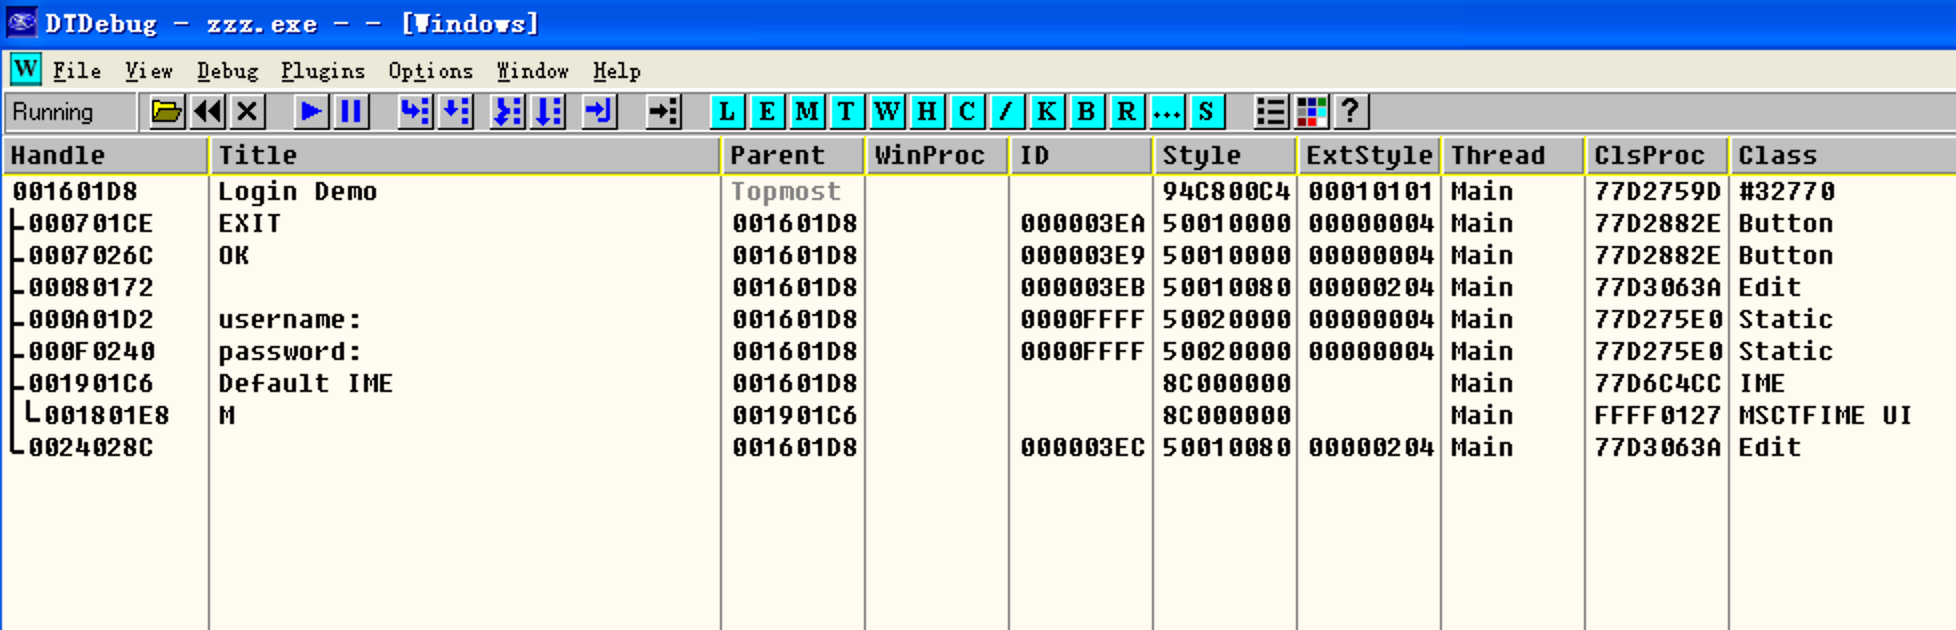 DTDebug - zzz.exe - - [Windows]
W File View Debug Plugins Options Window Help
Running L E M T W H C / K B R ... S ?
Handle Title Parent WinProc ID Style ExtStyle Thread ClsProc Class
001601D8 Login Demo Topmost 94C800C4 00010101 Main 77D2759D #32770
000701CE EXIT 001601D8 000003EA 50010000 00000004 Main 77D2882E Button
0007026C OK 001601D8 000003E9 50010000 00000004 Main 77D2882E Button
00080172 001601D8 000003EB 50010080 00000204 Main 77D3063A Edit
000A01D2 username: 001601D8 0000FFFF 50020000 00000004 Main 77D275E0 Static
000F0240 password: 001601D8 0000FFFF 50020000 00000004 Main 77D275E0 Static
001901C6 Default IME 001601D8 8C000000 Main 77D6C4CC IME
001801E8 M 001901C6 8C000000 Main FFFF0127 MSCTFIME UI
0024028C 001601D8 000003EC 50010080 00000204 Main 77D3063A Edit